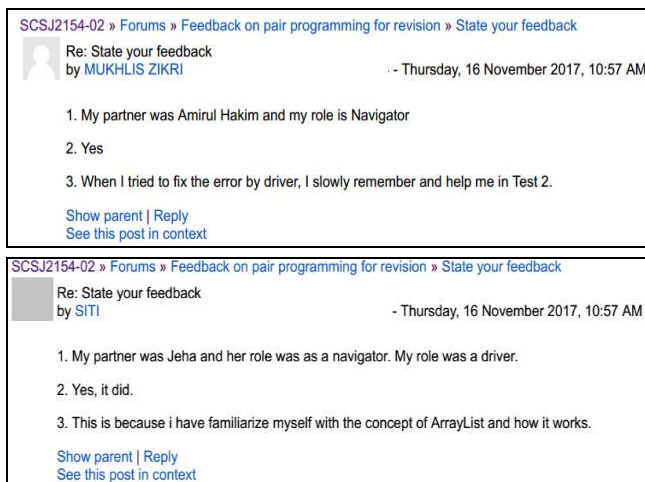 SCSJ2154-02 » Forums » Feedback on pair programming for revision » State your feedback
Re: State your feedback
by MUKHLIS ZIKRI - Thursday, 16 November 2017, 10:57 AM
1. My partner was Amirul Hakim and my role is Navigator
2. Yes
3. When I tried to fix the error by driver, I slowly remember and help me in Test 2.
Show parent | Reply
See this post in context
SCSJ2154-02 » Forums » Feedback on pair programming for revision » State your feedback
Re: State your feedback
by SITI - Thursday, 16 November 2017, 10:57 AM
1. My partner was Jeha and her role was as a navigator. My role was a driver.
2. Yes, it did.
3. This is because i have familiarize myself with the concept of ArrayList and how it works.
Show parent | Reply
See this post in context